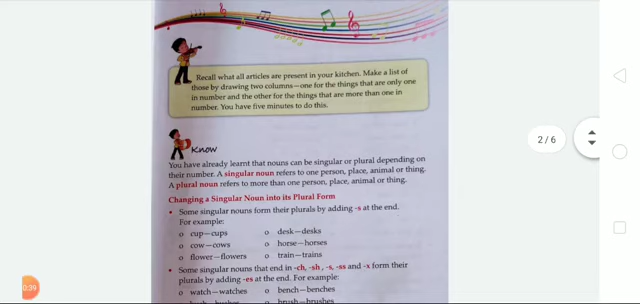 Recall what all articles are present in your kitchen. Make a list of
those by drawing two columns—one for the things that are only one
in number and the other for the things that are more than one in
number. You have five minutes to do this.
Know
You have already learnt that nouns can be singular or plural depending on
their number. A singular noun refers to one person, place, animal or thing.
A plural noun refers to more than one person, place, animal or thing.
Changing a Singular Noun into its Plural Form
• Some singular nouns form their plurals by adding -s at the end.
For example:
o cup—cups o desk—desks
o cow—cows o horse—horses
o flower—flowers o train—trains
• Some singular nouns that end in -ch, -sh, -s, -ss and -x form their
plurals by adding -es at the end. For example:
o watch—watches o bench—benches
o brush—brushes
2 / 6
0:39